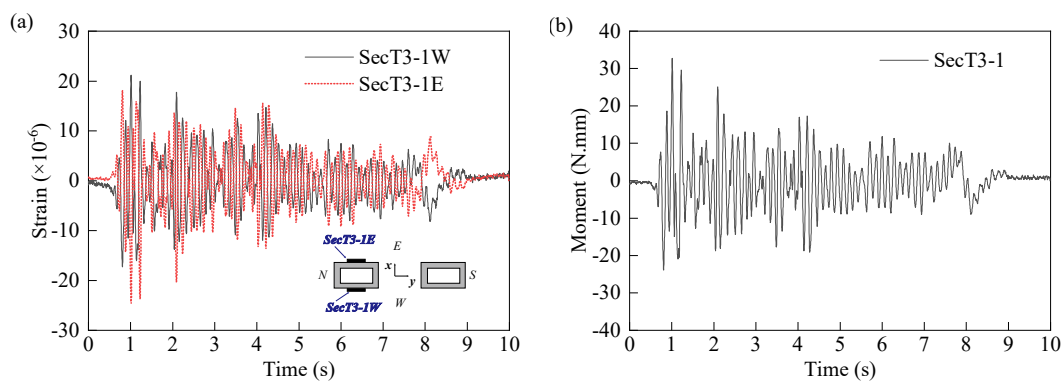 (a)
30
20
10
0
-10
-20
-30
Strain (×10⁻⁶)
SecT3-1W
SecT3-1E
SecT3-1E
E
N
x
y
S
W
SecT3-1W
0 1 2 3 4 5 6 7 8 9 10
Time (s)
(b)
40
30
20
10
0
-10
-20
-30
-40
Moment (N.mm)
SecT3-1
0 1 2 3 4 5 6 7 8 9 10
Time (s)